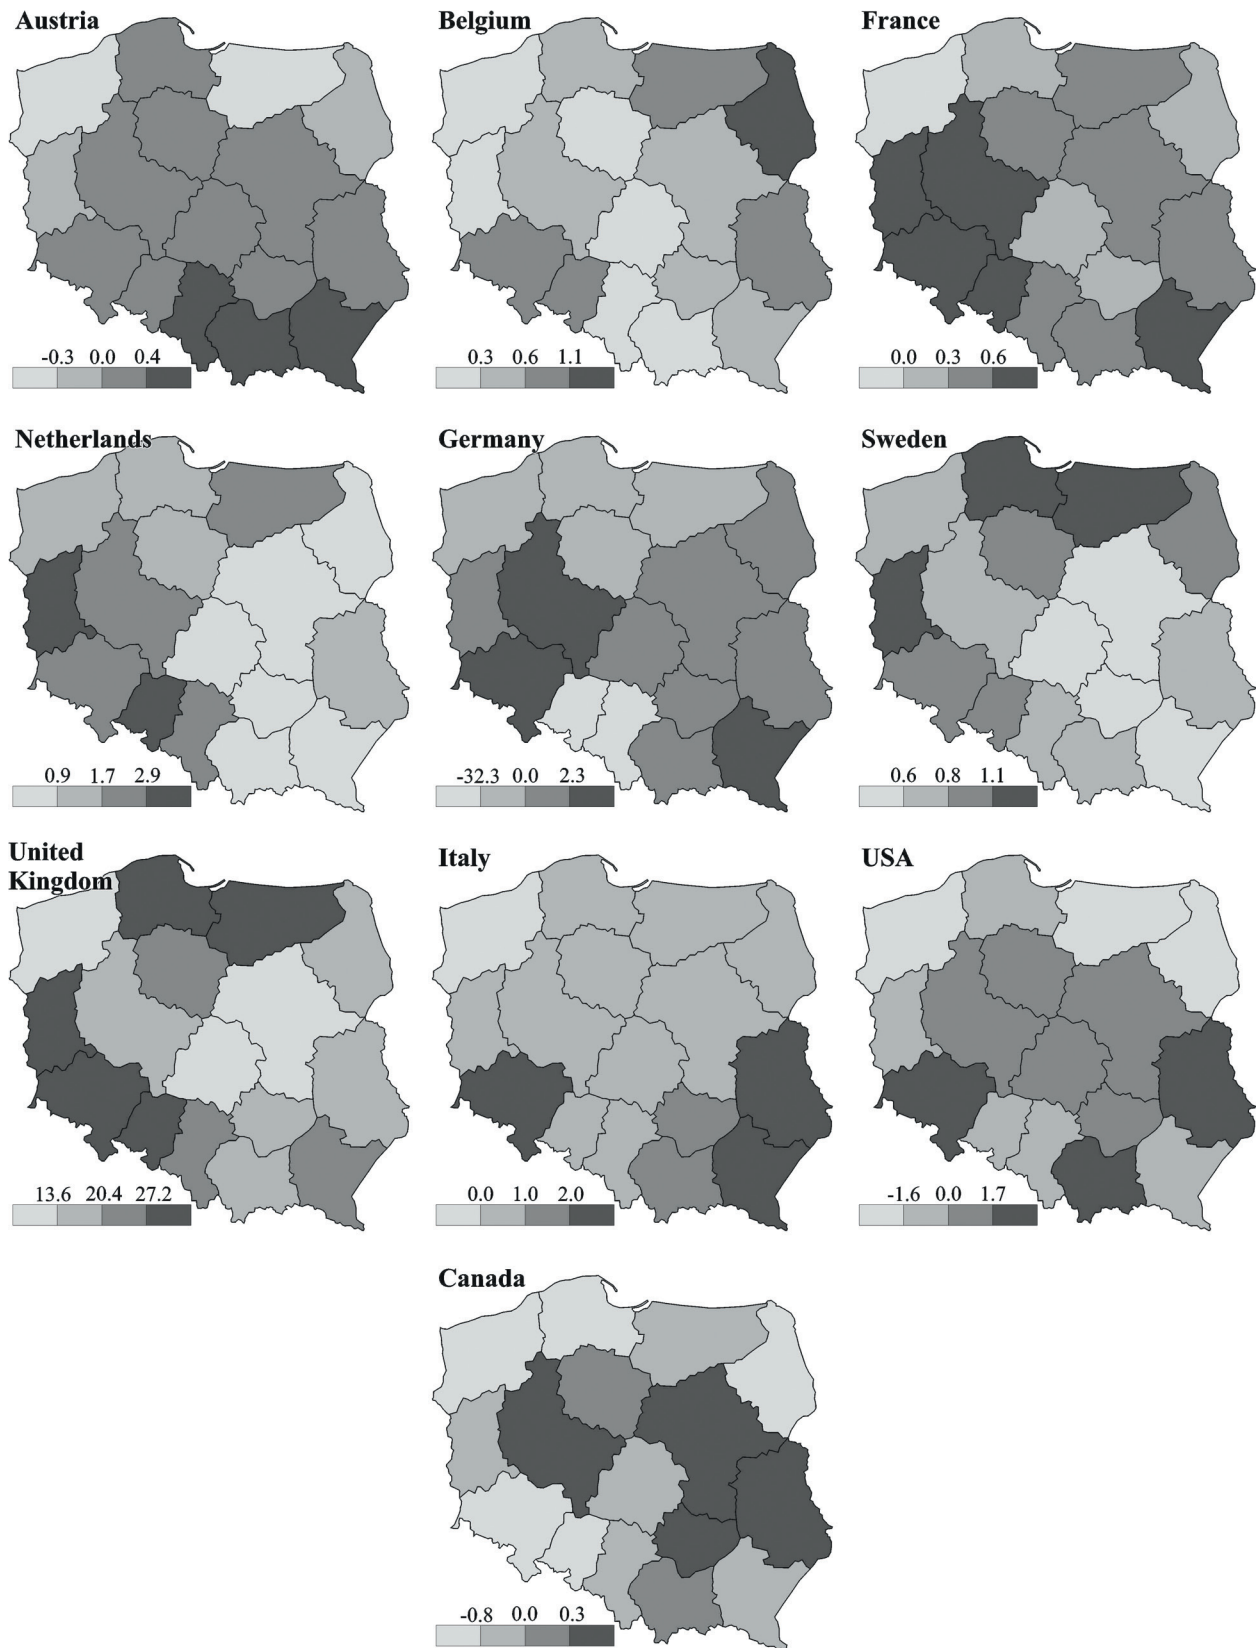 Austria
Belgium
France
-0.3 0.0 0.4
0.3 0.6 1.1
0.0 0.3 0.6
Netherlands
Germany
Sweden
0.9 1.7 2.9
-32.3 0.0 2.3
0.6 0.8 1.1
United
Kingdom
Italy
USA
13.6 20.4 27.2
0.0 1.0 2.0
-1.6 0.0 1.7
Canada
-0.8 0.0 0.3